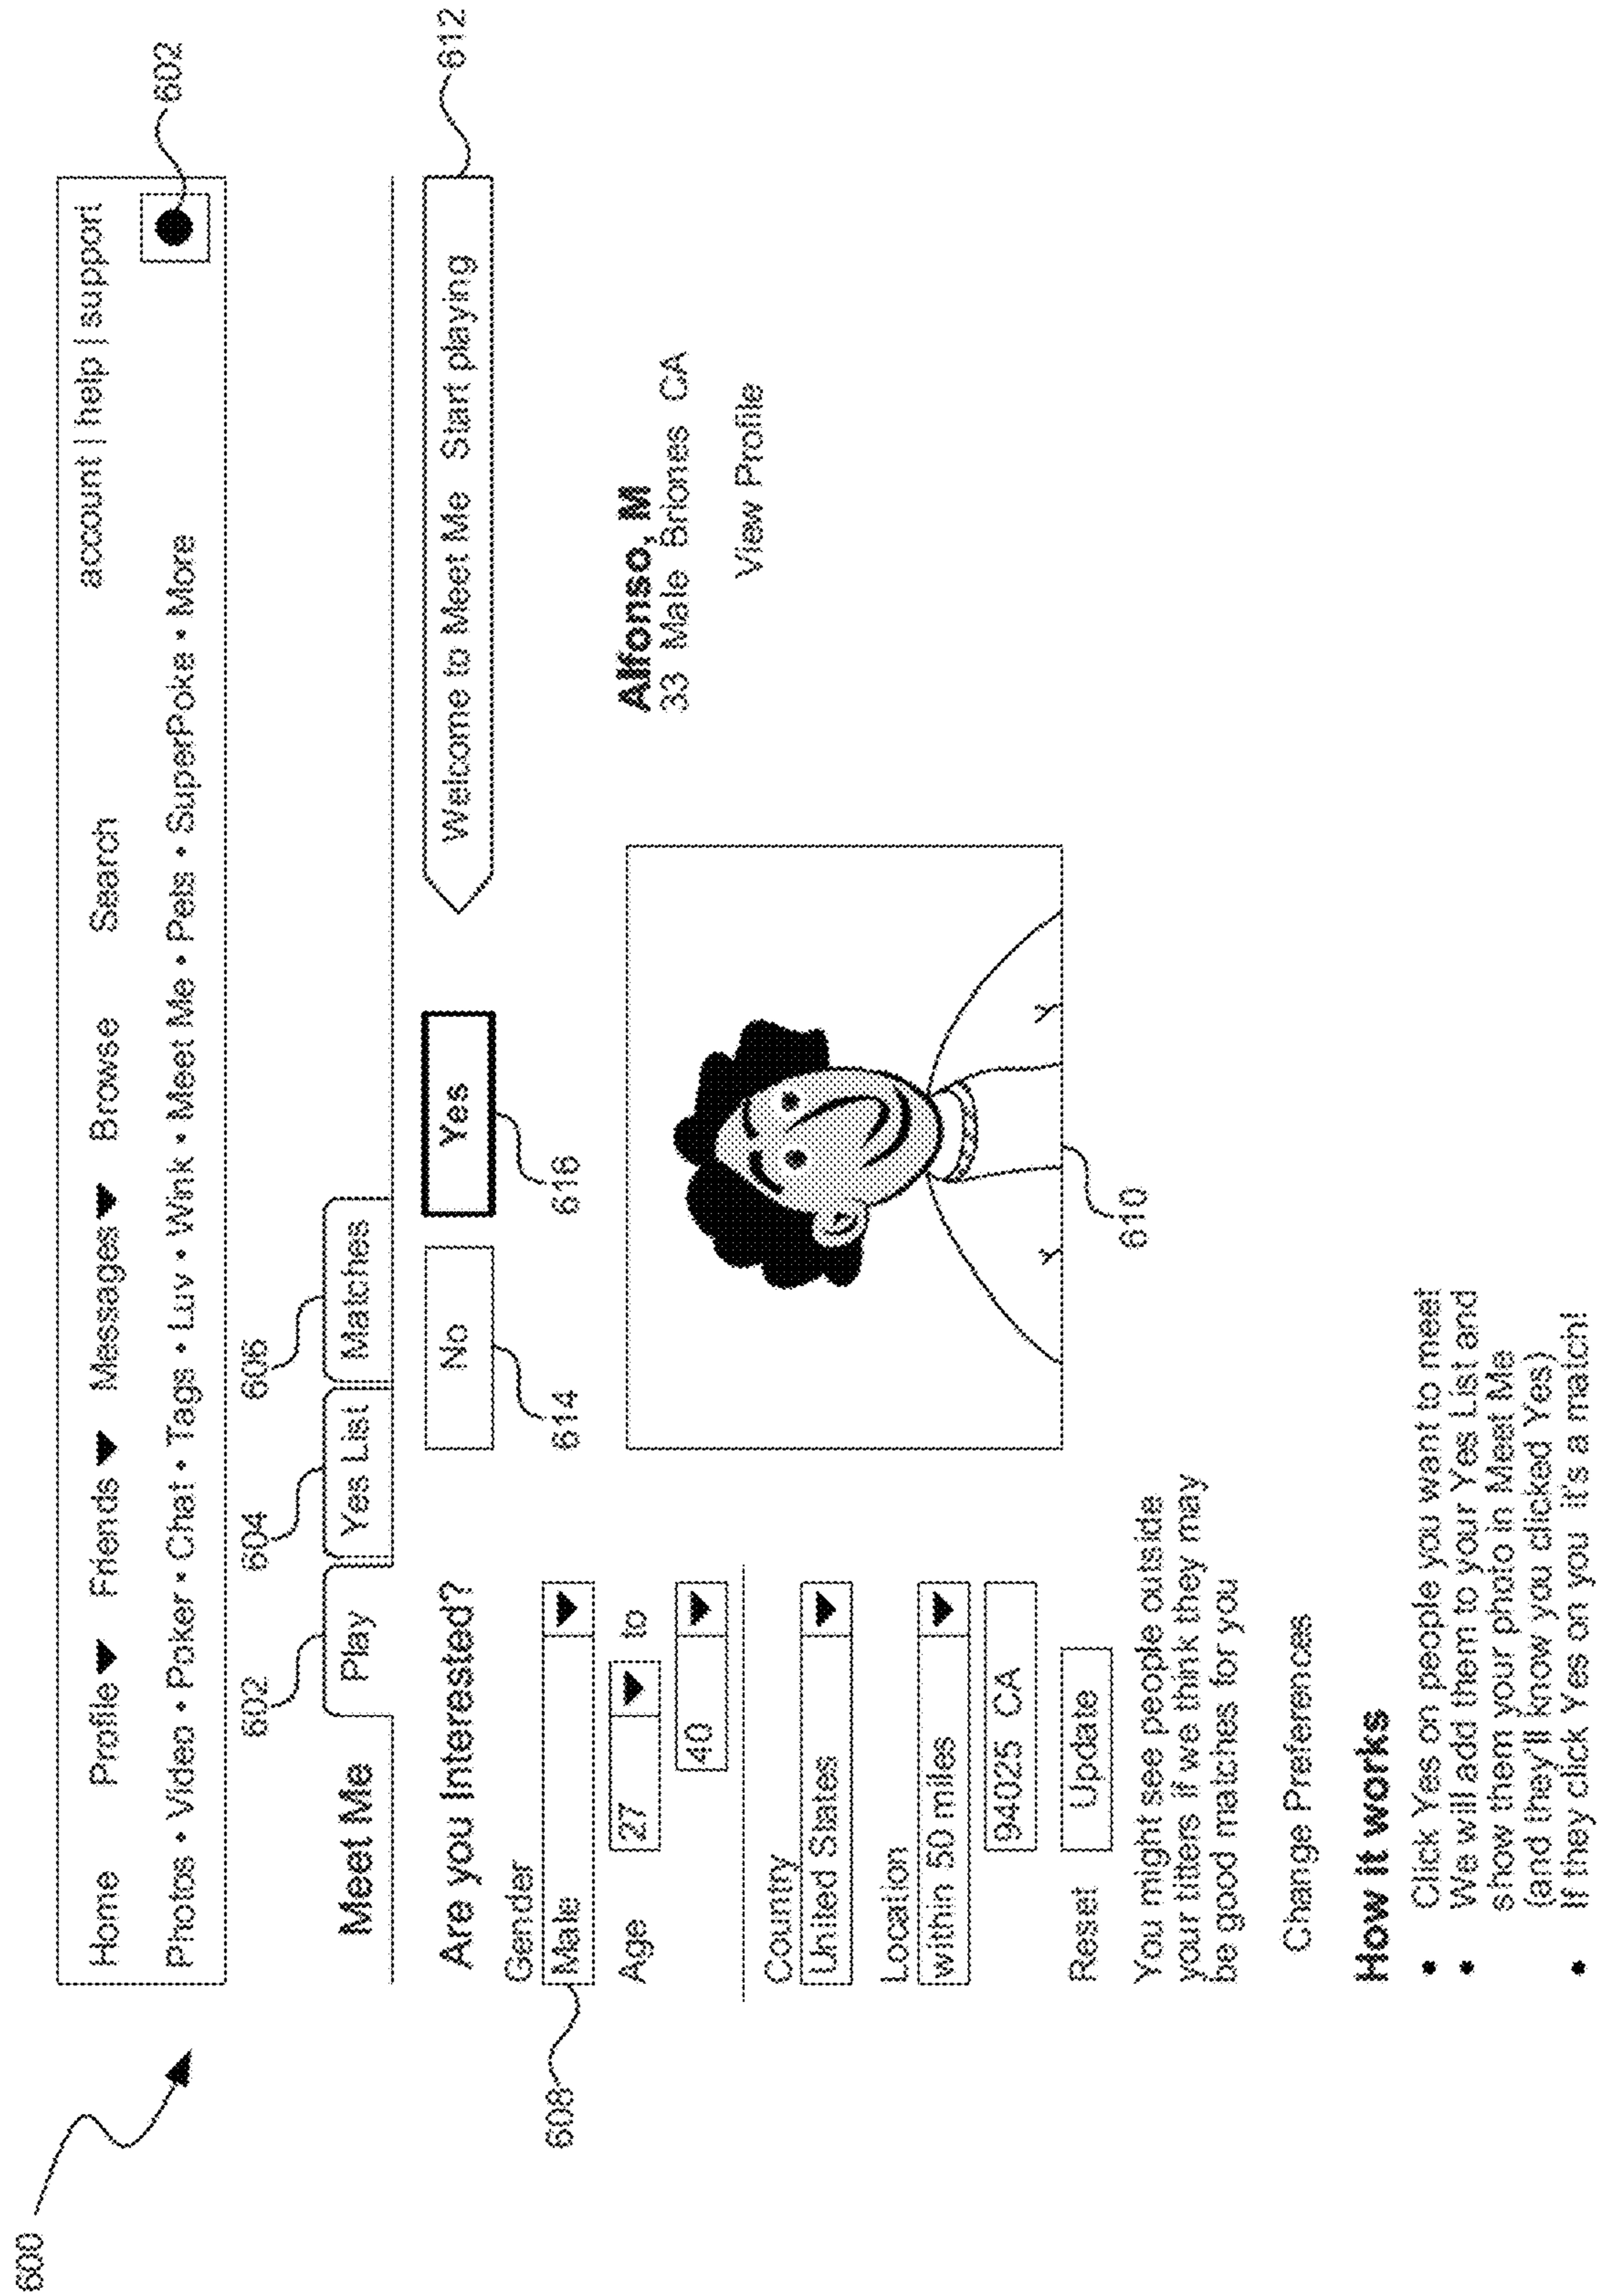 600
Home Profile ▼ Friends ▼ Messages ▼ Browse Search account | help | support
Photos • Video • Poker • Chat • Tags • Luv • Wink • Meet Me • Pets • SuperPoke • More
602
602
604
606
Meet Me Play Yes List Matches
Are you Interested?
No
Yes
Welcome to Meet Me Start playing
612
614
616
Gender
608
Male
Age 27 to
40
Country
United States
Location
within 50 miles
94025 CA
Reset Update
You might see people outside
your tilters if we think they may
be good matches for you
Change Preferences
610
Alfonso, M
33 Male Briones CA
View Profile
How it works
• Click Yes on people you want to meet
• We will add them to your Yes List and
show them your photo in Meet Me
(and they'll know you clicked Yes)
• If they click Yes on you it's a match!